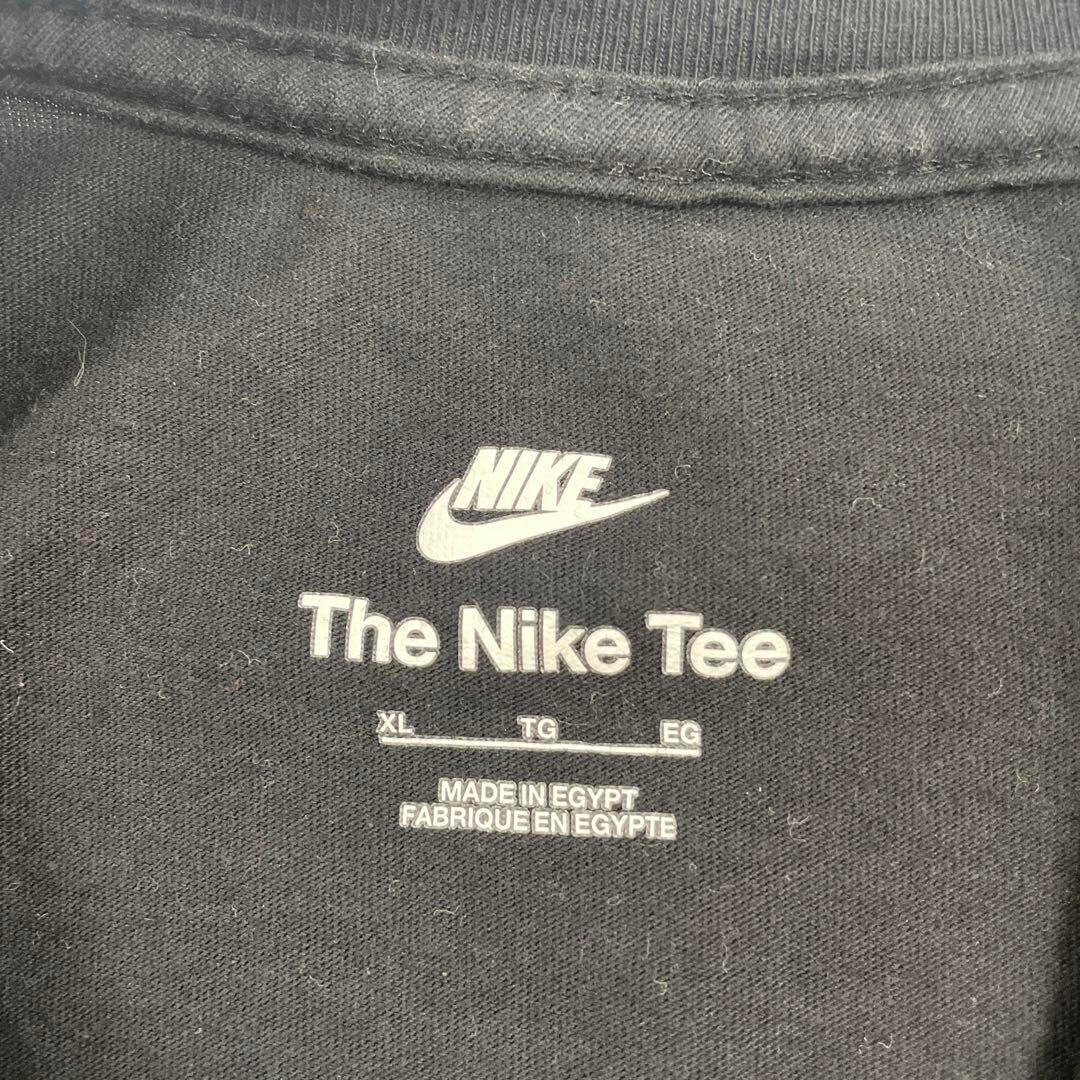 NIKE
The Nike Tee
XL TG EG
MADE IN EGYPT
FABRIQUE EN EGYPTE